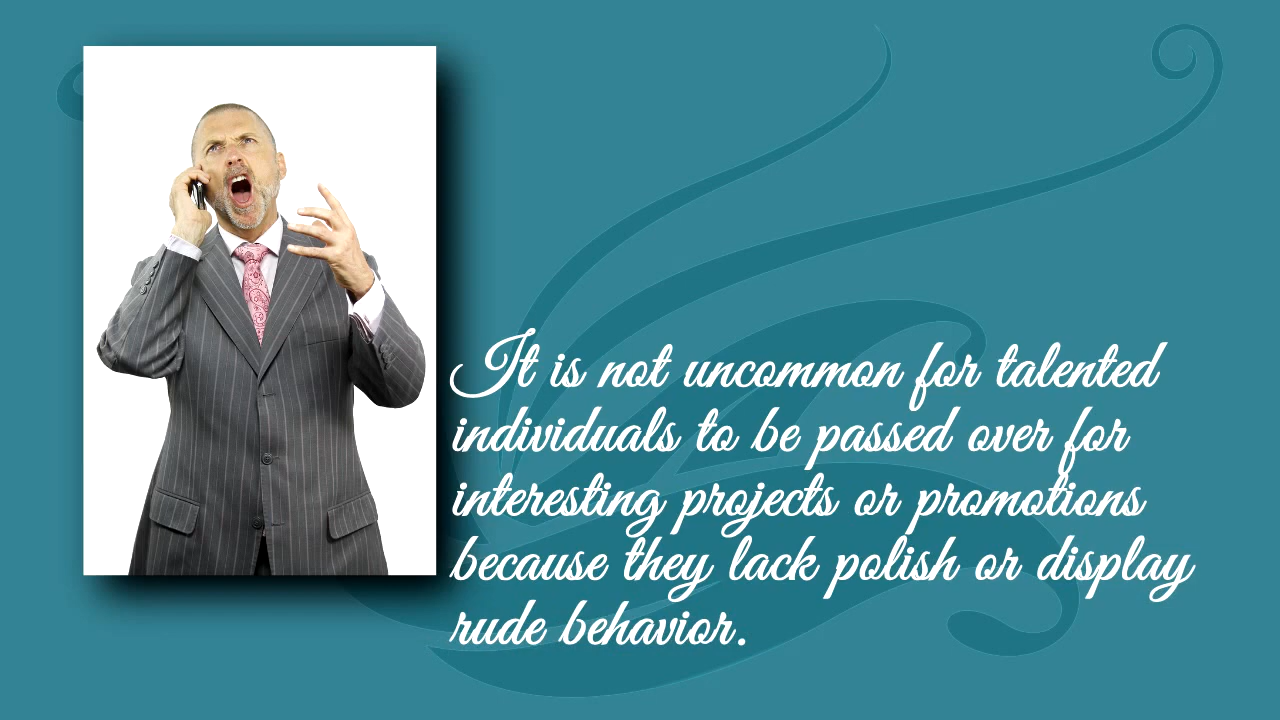 It is not uncommon for talented
individuals to be passed over for
interesting projects or promotions
because they lack polish or display
rude behavior.